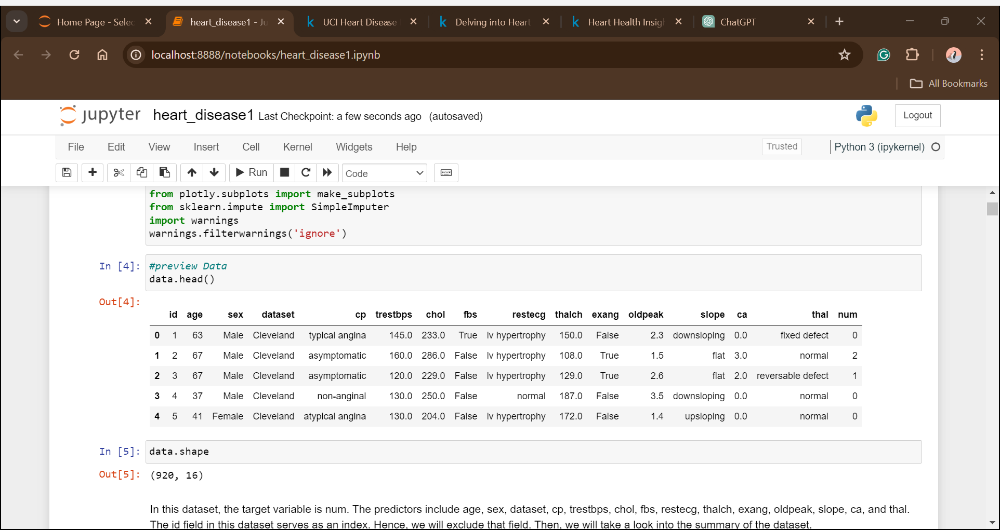 Home Page - Selec
heart_disease1 - Ju
UCI Heart Disease
Delving into Heart
Heart Health Insigh
ChatGPT
localhost:8888/notebooks/heart_disease1.ipynb
All Bookmarks
jupyter heart_disease1 Last Checkpoint: a few seconds ago (autosaved)
Logout
File Edit View Insert Cell Kernel Widgets Help
Trusted
Python 3 (ipykernel)
Run
Code
from plotly.subplots import make_subplots
from sklearn.impute import SimpleImputer
import warnings
warnings.filterwarnings('ignore')
In [4]: #preview Data
data.head()
Out[4]:
id age sex dataset cp trestbps chol fbs restecg thalch exang oldpeak slope ca thal num
0 1 63 Male Cleveland typical angina 145.0 233.0 True lv hypertrophy 150.0 False 2.3 downsloping 0.0 fixed defect 0
1 2 67 Male Cleveland asymptomatic 160.0 286.0 False lv hypertrophy 108.0 True 1.5 flat 3.0 normal 2
2 3 67 Male Cleveland asymptomatic 120.0 229.0 False lv hypertrophy 129.0 True 2.6 flat 2.0 reversable defect 1
3 4 37 Male Cleveland non-anginal 130.0 250.0 False normal 187.0 False 3.5 downsloping 0.0 normal 0
4 5 41 Female Cleveland atypical angina 130.0 204.0 False lv hypertrophy 172.0 False 1.4 upsloping 0.0 normal 0
In [5]: data.shape
Out[5]: (920, 16)
In this dataset, the target variable is num. The predictors include age, sex, dataset, cp, trestbps, chol, fbs, restecg, thalch, exang, oldpeak, slope, ca, and thal.
The id field in this dataset serves as an index. Hence, we will exclude that field. Then, we will take a look into the summary of the dataset.